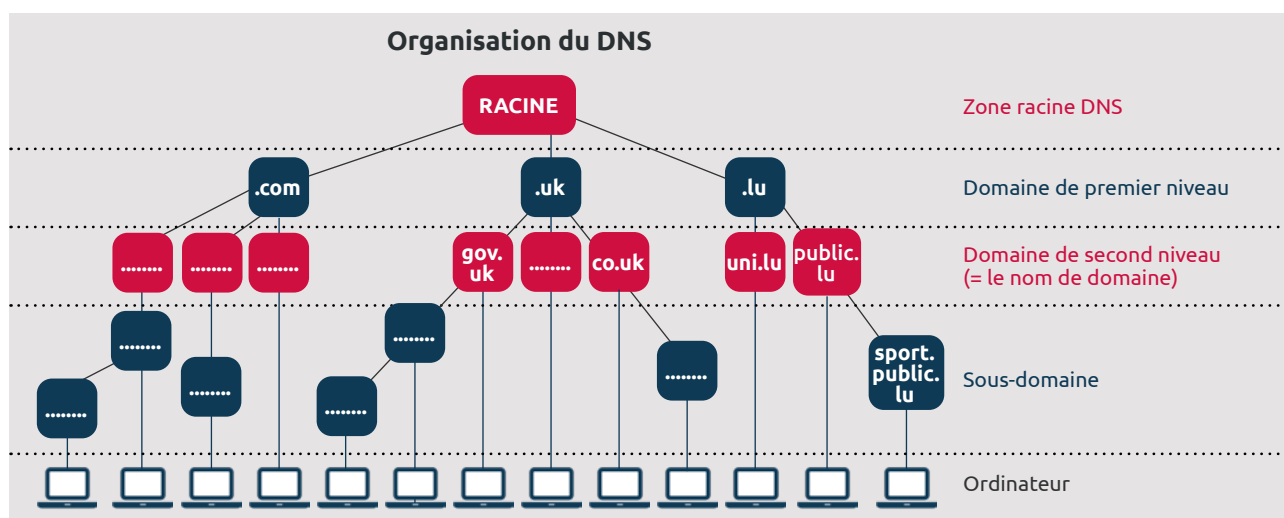 Organisation du DNS
RACINE
Zone racine DNS
.com
.uk
.lu
Domaine de premier niveau
........
........
........
gov.
uk
........
co.uk
uni.lu
public.
lu
Domaine de second niveau
(= le nom de domaine)
........
........
........
........
........
........
sport.
public.
lu
Sous-domaine
Ordinateur